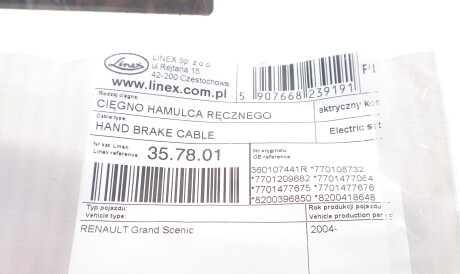 Linex
LINEX Sp. z o.o.
ul.Rejtana 15
42-200 Częstochowa
www.linex.com.pl
5 907668 239191
Rodzaj cięgna:
CIĘGNO HAMULCA RĘCZNEGO
Cable type:
HAND BRAKE CABLE
Electric
Nr kat. Linex:
Linex reference:
35.78.01
Nr oryginału
OE reference:
360107441R *770108732
*7701209682 *7701477064
*7701477675 *7701477676
*8200396850 *8200418648
Typ pojazdu:
Vehicle type:
RENAULT Grand Scenic
Rok produkcji
Vehicle production per
2004-